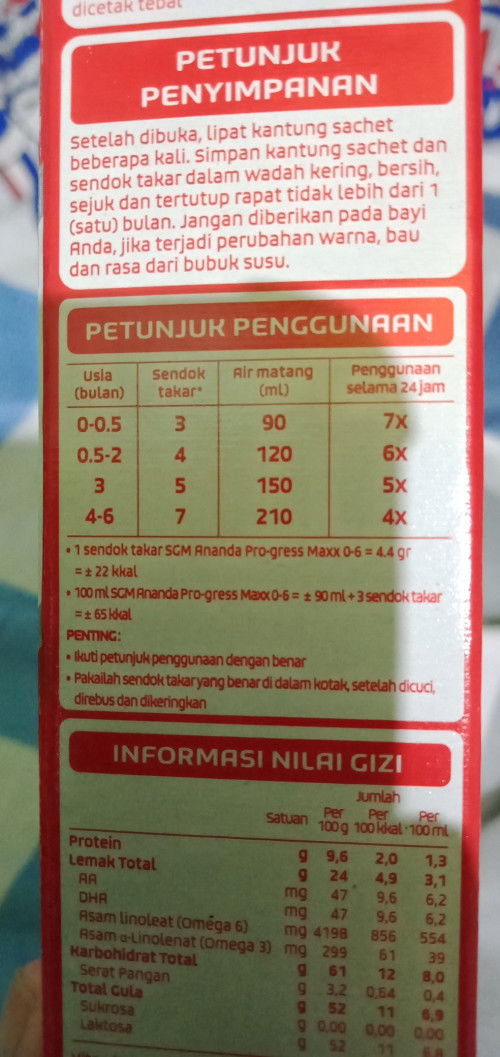 dicetak tebal
PETUNJUK
PENYIMPANAN
Setelah dibuka, lipat kantung sachet
beberapa kali. Simpan kantung sachet dan
sendok takar dalam wadah kering, bersih,
sejuk dan tertutup rapat tidak lebih dari 1
(satu) bulan. Jangan diberikan pada bayi
Anda, jika terjadi perubahan warna, bau
dan rasa dari bubuk susu.
PETUNJUK PENGGUNAAN
Usia (bulan) Sendok takar* Air matang (ml) Penggunaan selama 24 jam
0-0.5 3 90 7x
0.5-2 4 120 6x
3 5 150 5x
4-6 7 210 4x
• 1 sendok takar SGM Ananda Pro-gress Maxx 0-6 = 4.4 gr
= ± 22 kkal
• 100 ml SGM Ananda Pro-gress Maxx 0-6 = ± 90 ml + 3 sendok takar
= ± 65 kkal
PENTING:
• Ikuti petunjuk penggunaan dengan benar
• Pakailah sendok takar yang benar di dalam kotak, setelah dicuci,
direbus dan dikeringkan
INFORMASI NILAI GIZI
Jumlah
Satuan Per 100 g Per 100 kkal Per 100 ml
Protein g 9,6 2,0 1,3
Lemak Total g 24 4,9 3,1
AA mg 47 9,6 6,2
DHA mg 47 9,6 6,2
Asam linoleat (Omega 6) mg 4198 856 554
Asam α-Linolenat (Omega 3) mg 299 61 39
Karbohidrat Total g 61 12 8,0
Serat Pangan g 3,2 0,64 0,4
Total Gula g 52 11 6,9
Sukrosa g 0,00 0,00 0,00
Laktosa g 52 11